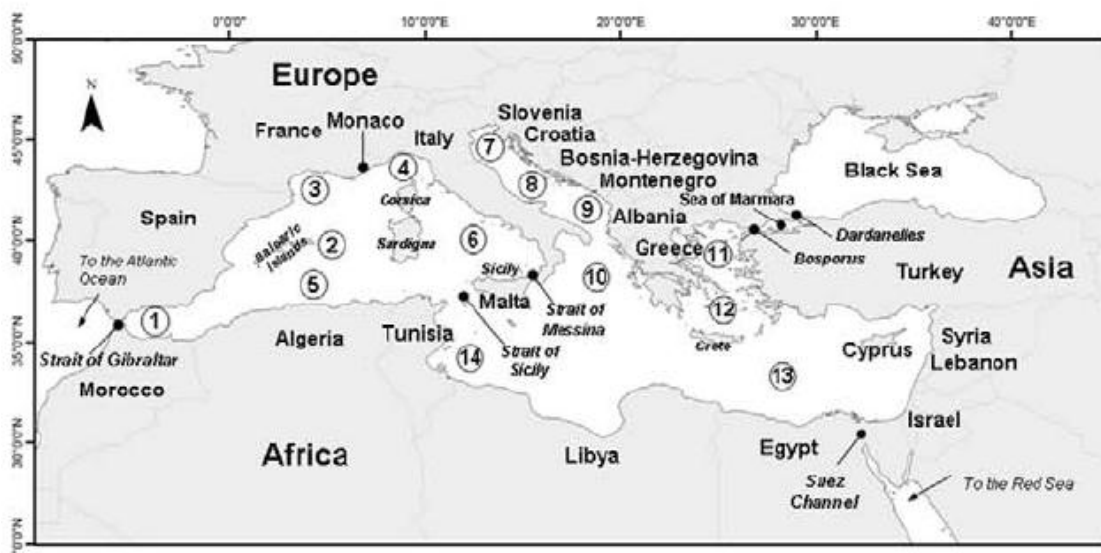 0°0'0"E
10°0'0"E
20°0'0"E
30°0'0"E
40°0'0"E
50°0'0"N
45°0'0"N
40°0'0"N
35°0'0"N
30°0'0"N
25°0'0"N
N
Europe
France
Monaco
Italy
Slovenia
Croatia
Bosnia-Herzegovina
Montenegro
Black Sea
Sea of Marmara
Albania
Dardanelles
Bosporus
Greece
Turkey
Asia
Spain
Corsica
Sardigna
Balearic
Islands
To the Atlantic
Ocean
Sicily
Malta
Strait of
Messina
Strait of
Sicily
Algeria
Tunisia
Strait of Gibraltar
Morocco
Crete
Cyprus
Syria
Lebanon
Israel
Africa
Libya
Egypt
Suez
Channel
To the Red Sea
1
2
3
4
5
6
7
8
9
10
11
12
13
14